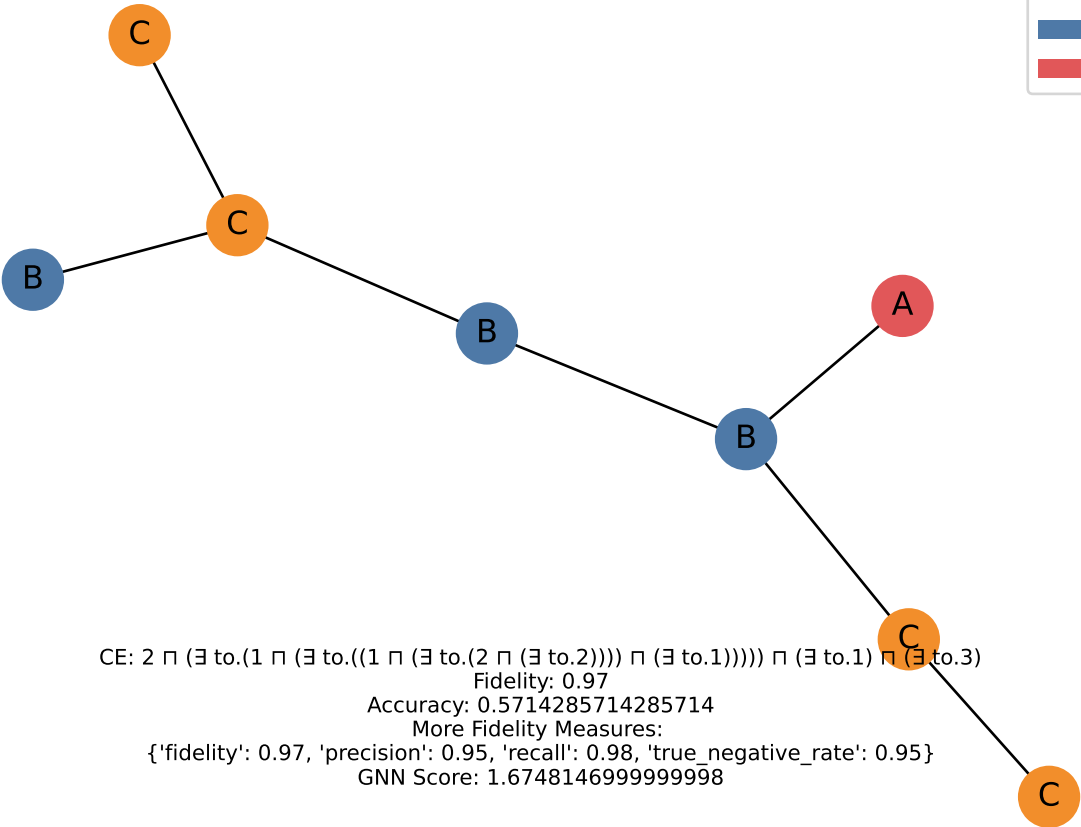 C
C
B
B
A
B
C
CE: 2 ⊓ (∃ to.(1 ⊓ (∃ to.((1 ⊓ (∃ to.(2 ⊓ (∃ to.2)))) ⊓ (∃ to.1))))) ⊓ (∃ to.1) ⊓ (∃ to.3)
Fidelity: 0.97
Accuracy: 0.5714285714285714
More Fidelity Measures:
{'fidelity': 0.97, 'precision': 0.95, 'recall': 0.98, 'true_negative_rate': 0.95}
GNN Score: 1.6748146999999998
C